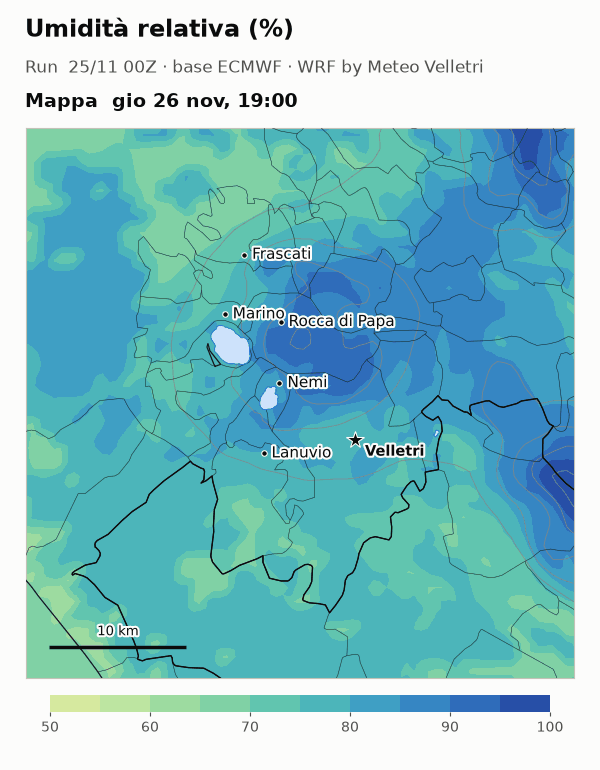 Umidità relativa (%)
Run  25/11 00Z · base ECMWF · WRF by Meteo Velletri
Mappa  gio 26 nov, 19:00
Frascati
Marino
Rocca di Papa
Nemi
Velletri
Lanuvio
10 km
50 60 70 80 90 100